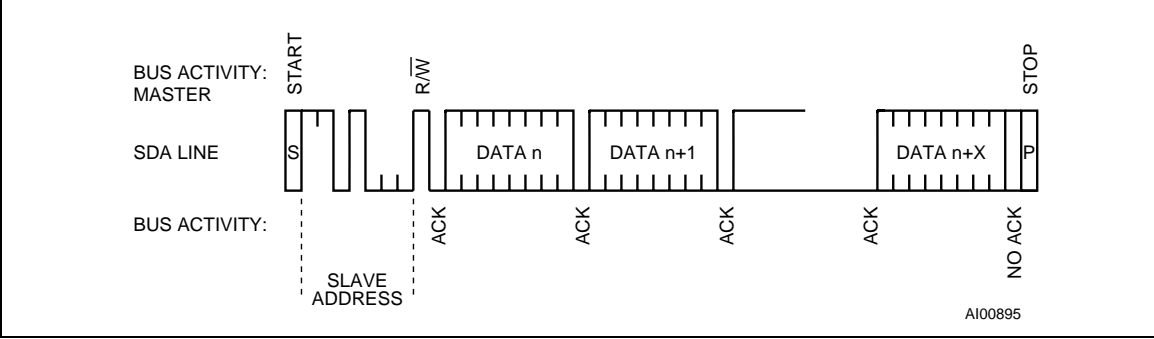 BUS ACTIVITY:
MASTER
START
R/W
STOP
SDA LINE
S
DATA n
DATA n+1
DATA n+X
P
BUS ACTIVITY:
ACK
ACK
ACK
ACK
NO ACK
SLAVE
ADDRESS
AI00895